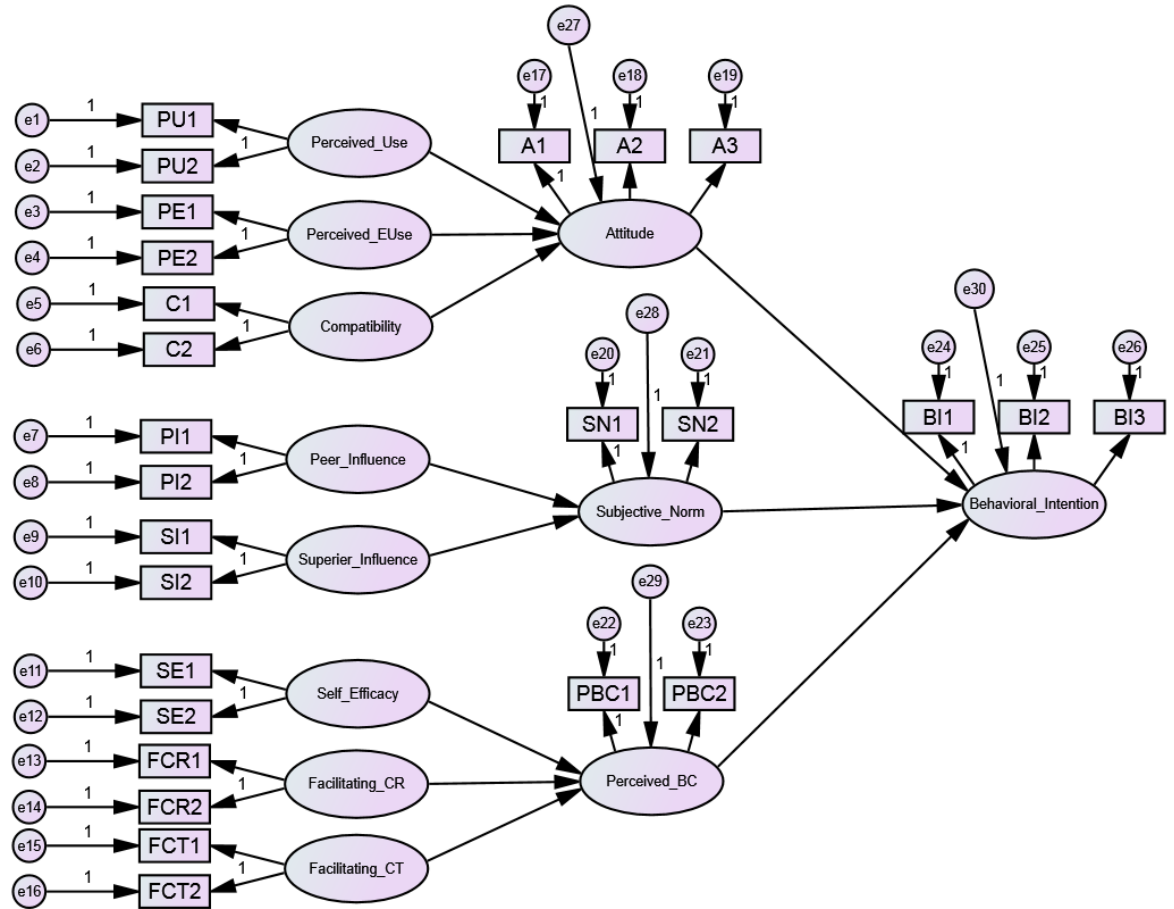 e27
e17
e18
e19
1
1
1
1
e1
1
PU1
Perceived_Use
A1
A2
A3
1
e2
1
PU2
1
e3
1
PE1
Perceived_EUse
Attitude
e4
1
PE2
1
e5
1
C1
Compatibility
e6
1
C2
1
e28
e30
e20
e21
e24
e25
e26
1
1
1
1
1
1
1
1
SN1
SN2
BI1
BI2
BI3
1
1
e7
1
PI1
Peer_Influence
e8
1
PI2
1
Subjective_Norm
Behavioral_Intention
e9
1
SI1
Superier_Influence
e10
1
SI2
1
e29
e22
e23
1
1
1
e11
1
SE1
Self_Efficacy
PBC1
PBC2
1
e12
1
SE2
1
e13
1
FCR1
Facilitating_CR
Perceived_BC
e14
1
FCR2
1
e15
1
FCT1
Facilitating_CT
e16
1
FCT2
1